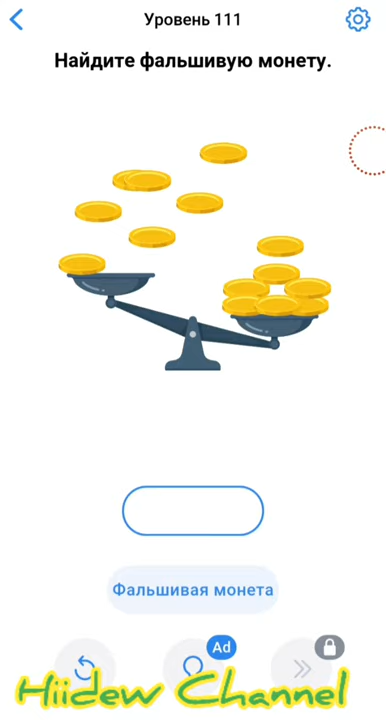 Уровень 111
Найдите фальшивую монету.
Фальшивая монета
Ad
Hiidew Channel